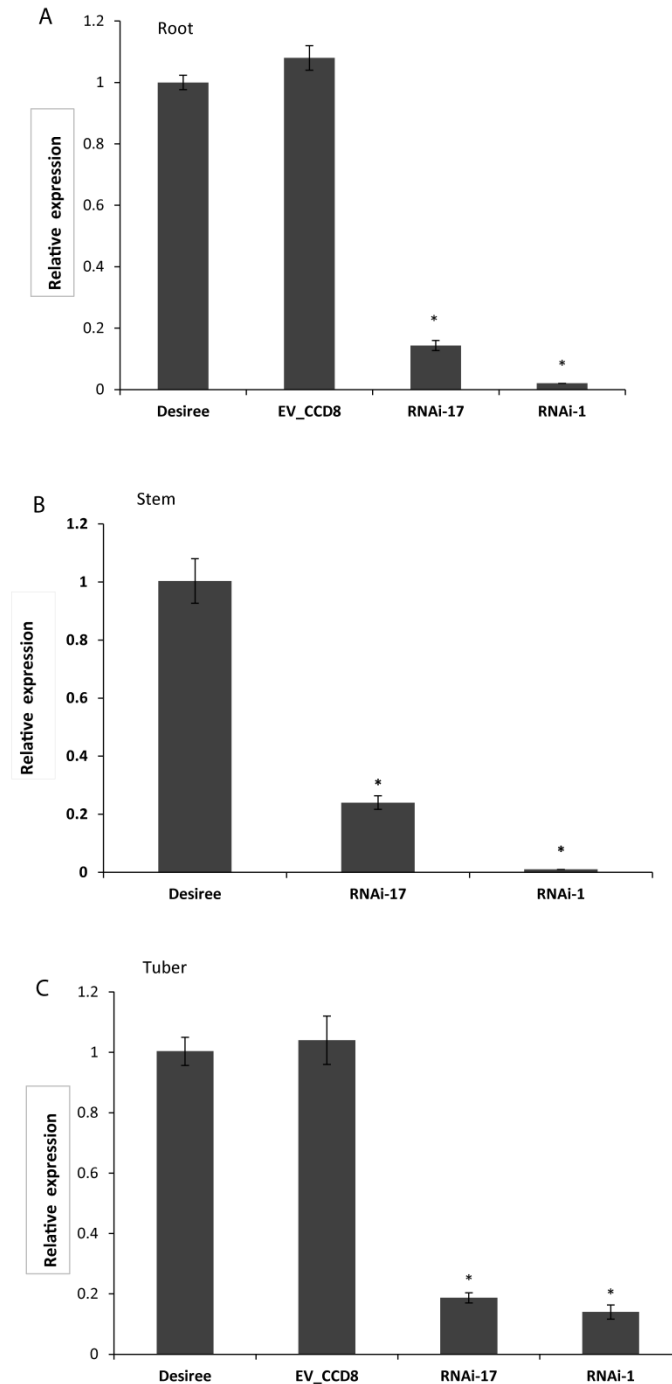 A
Root
1.2
1
0.8
0.6
0.4
0.2
0
Relative expression
*
*
Desiree EV_CCD8 RNAi-17 RNAi-1
B
Stem
1.2
1
0.8
0.6
0.4
0.2
0
Relative expression
*
*
Desiree RNAi-17 RNAi-1
C
Tuber
1.2
1
0.8
0.6
0.4
0.2
0
Relative expression
*
*
Desiree EV_CCD8 RNAi-17 RNAi-1